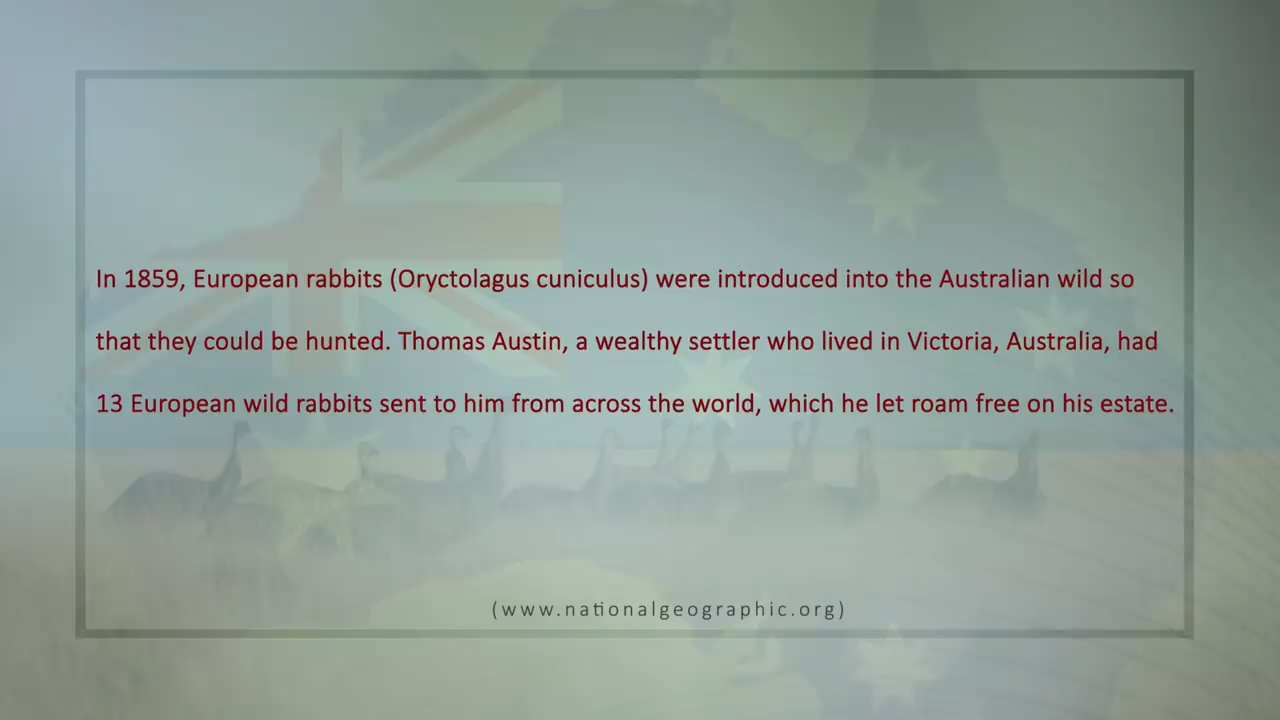 In 1859, European rabbits (Oryctolagus cuniculus) were introduced into the Australian wild so
that they could be hunted. Thomas Austin, a wealthy settler who lived in Victoria, Australia, had
13 European wild rabbits sent to him from across the world, which he let roam free on his estate.
(www.nationalgeographic.org)